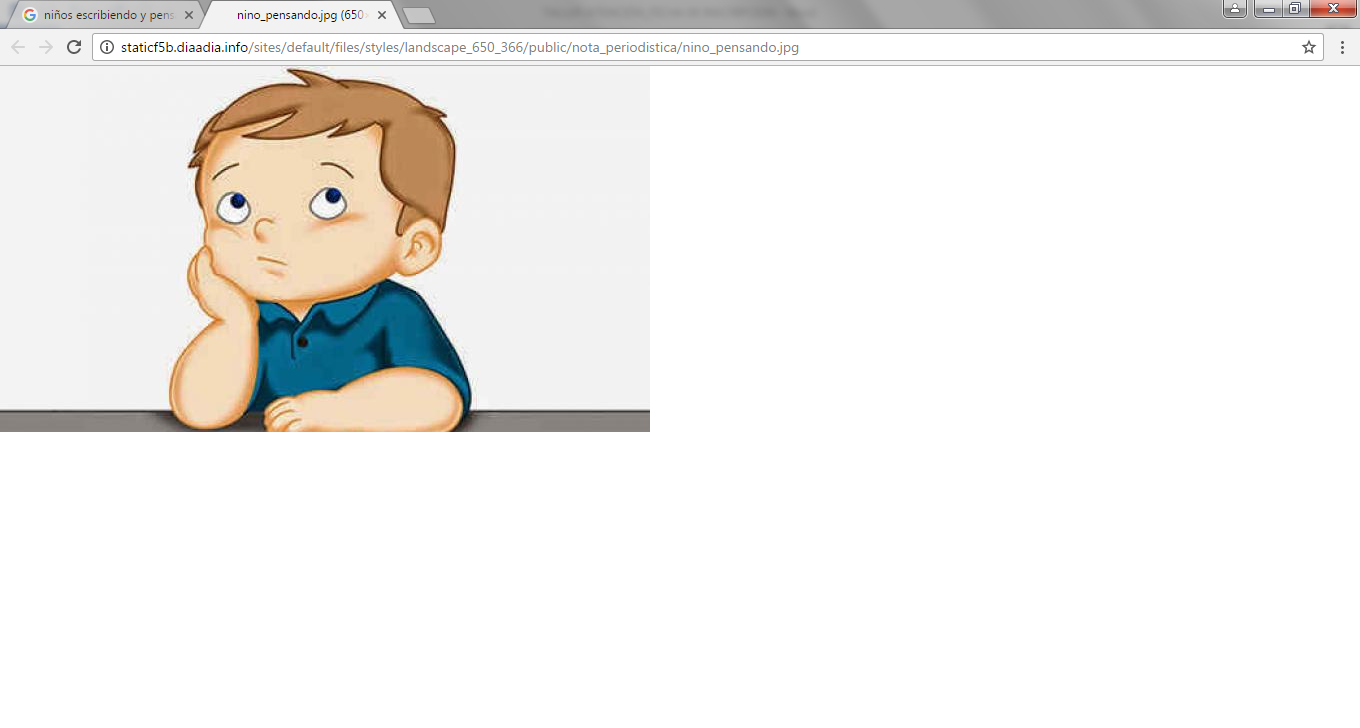 niños escribiendo y pens
nino_pensando.jpg (650
staticf5b.diaadia.info/sites/default/files/styles/landscape_650_366/public/nota_periodistica/nino_pensando.jpg